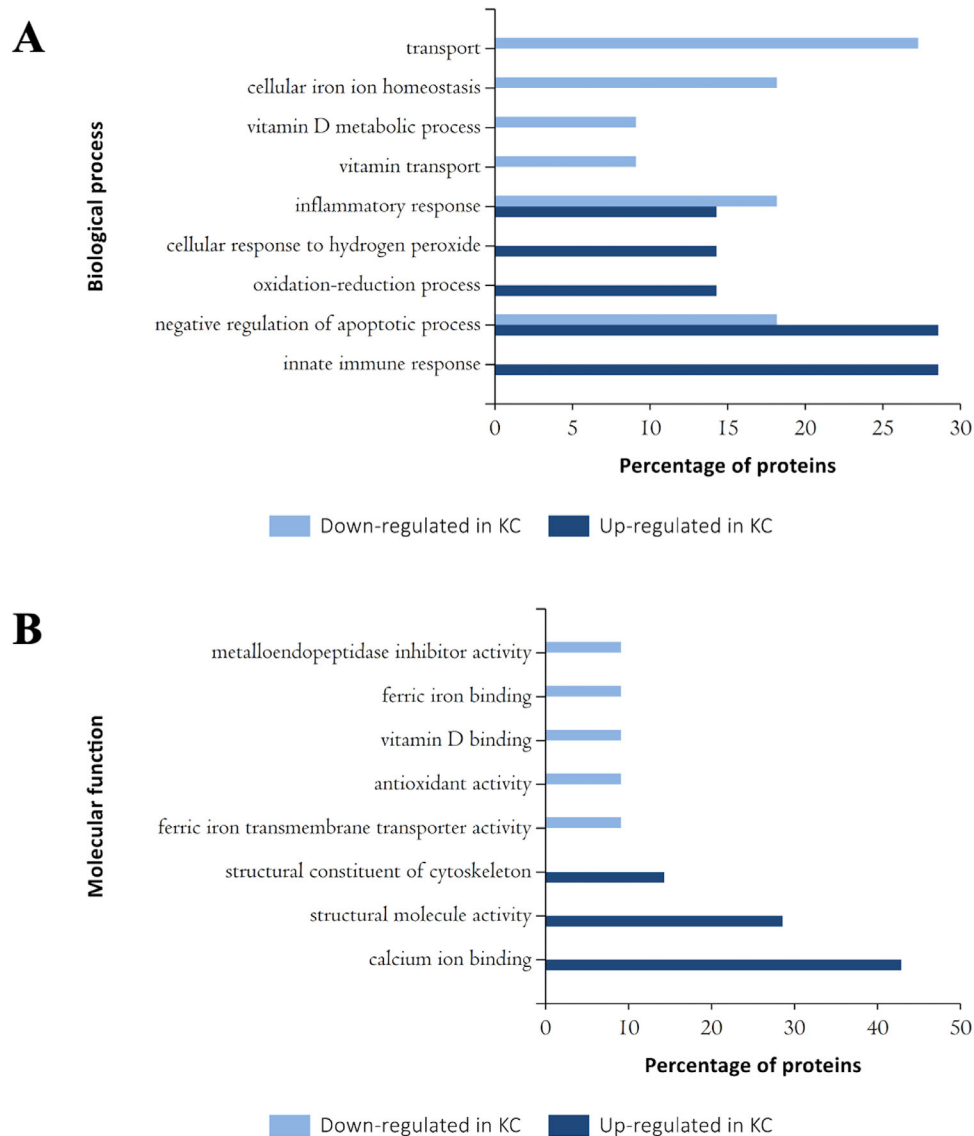 A
Biological process
transport
cellular iron ion homeostasis
vitamin D metabolic process
vitamin transport
inflammatory response
cellular response to hydrogen peroxide
oxidation-reduction process
negative regulation of apoptotic process
innate immune response
0 5 10 15 20 25 30
Percentage of proteins
Down-regulated in KC Up-regulated in KC
B
Molecular function
metalloendopeptidase inhibitor activity
ferric iron binding
vitamin D binding
antioxidant activity
ferric iron transmembrane transporter activity
structural constituent of cytoskeleton
structural molecule activity
calcium ion binding
0 10 20 30 40 50
Percentage of proteins
Down-regulated in KC Up-regulated in KC